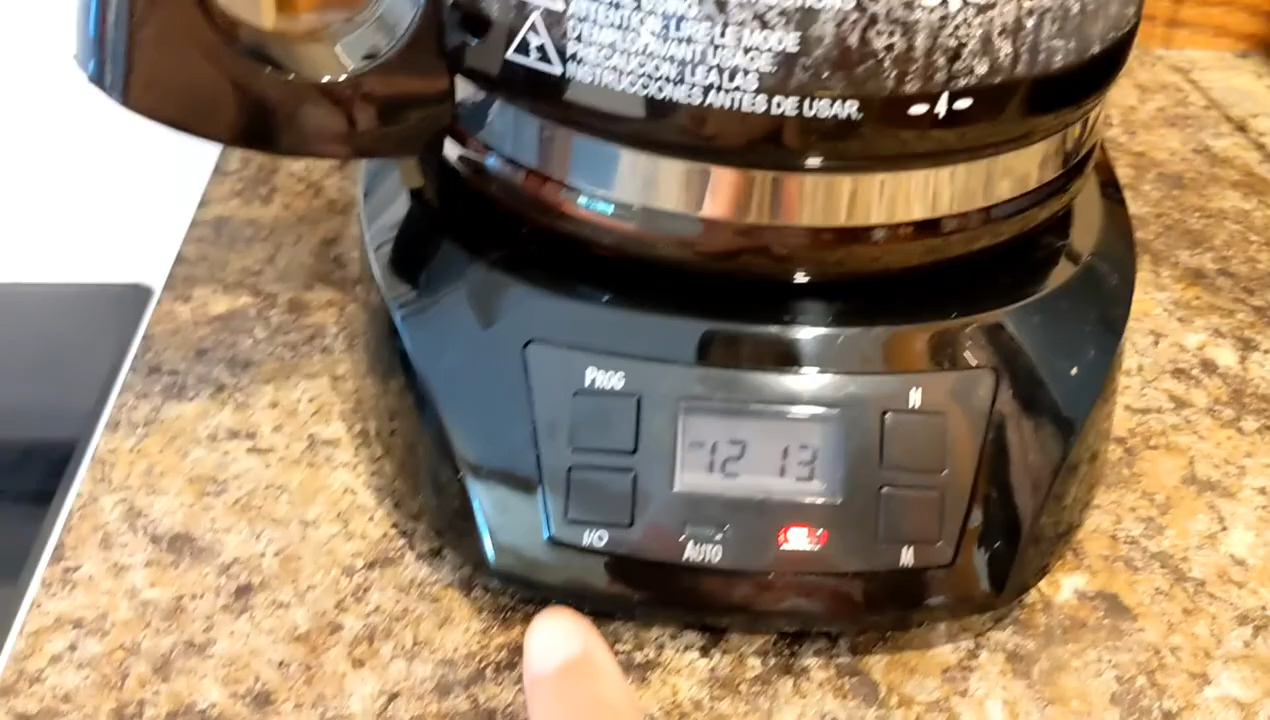 INSTRUCTIONS
ATTENTION: LIRE LE MODE
D'EMPLOI AVANT USAGE.
PRECAUCION: LEA LAS
INSTRUCCIONES ANTES DE USAR.
-4-
PROG
H
12 13
I/O
AUTO
M